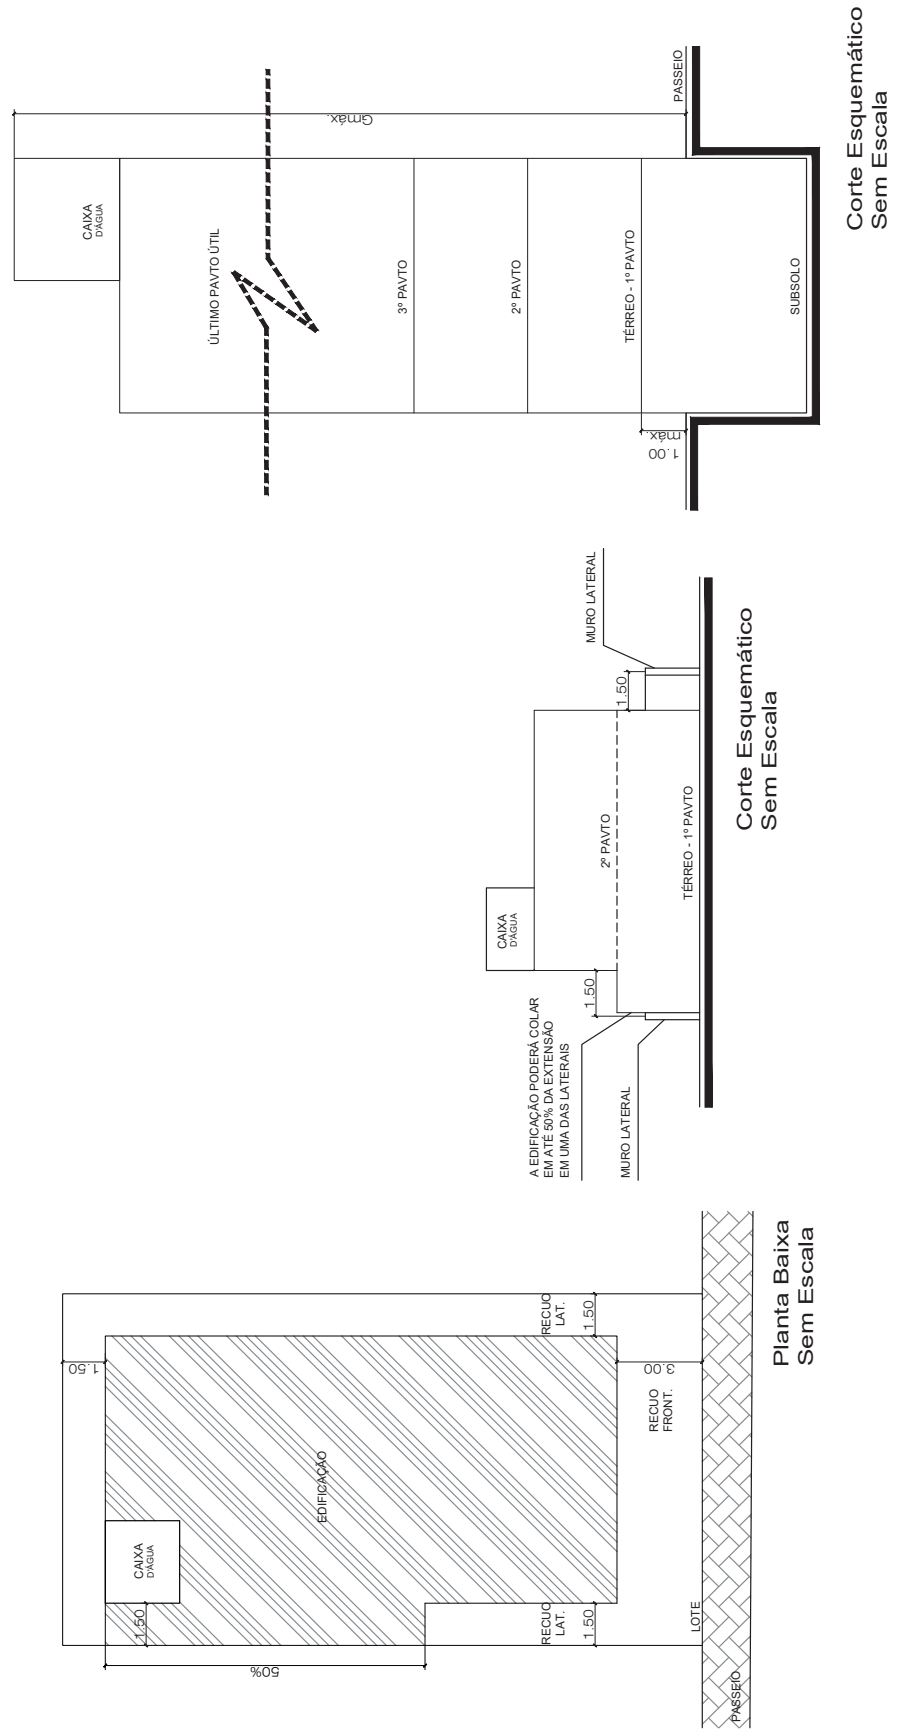 50%
1.50
CAIXA
D'ÁGUA
1.50
EDIFICAÇÃO
RECUO
LAT.
1.50
RECUO
LAT.
1.50
3.00
RECUO
FRONT.
LOTE
PASSEIO
Planta Baixa
Sem Escala
A EDIFICAÇÃO PODERÁ COLAR
EM ATÉ 50% DA EXTENSÃO
EM UMA DAS LATERAIS
MURO LATERAL
1.50
CAIXA
D'ÁGUA
2º PAVTO
TÉRREO - 1º PAVTO
1.50
MURO LATERAL
Corte Esquemático
Sem Escala
CAIXA
D'ÁGUA
Gmáx.
ÚLTIMO PAVTO ÚTIL
3º PAVTO
2º PAVTO
TÉRREO - 1º PAVTO
1.00
máx.
PASSEIO
SUBSOLO
Corte Esquemático
Sem Escala